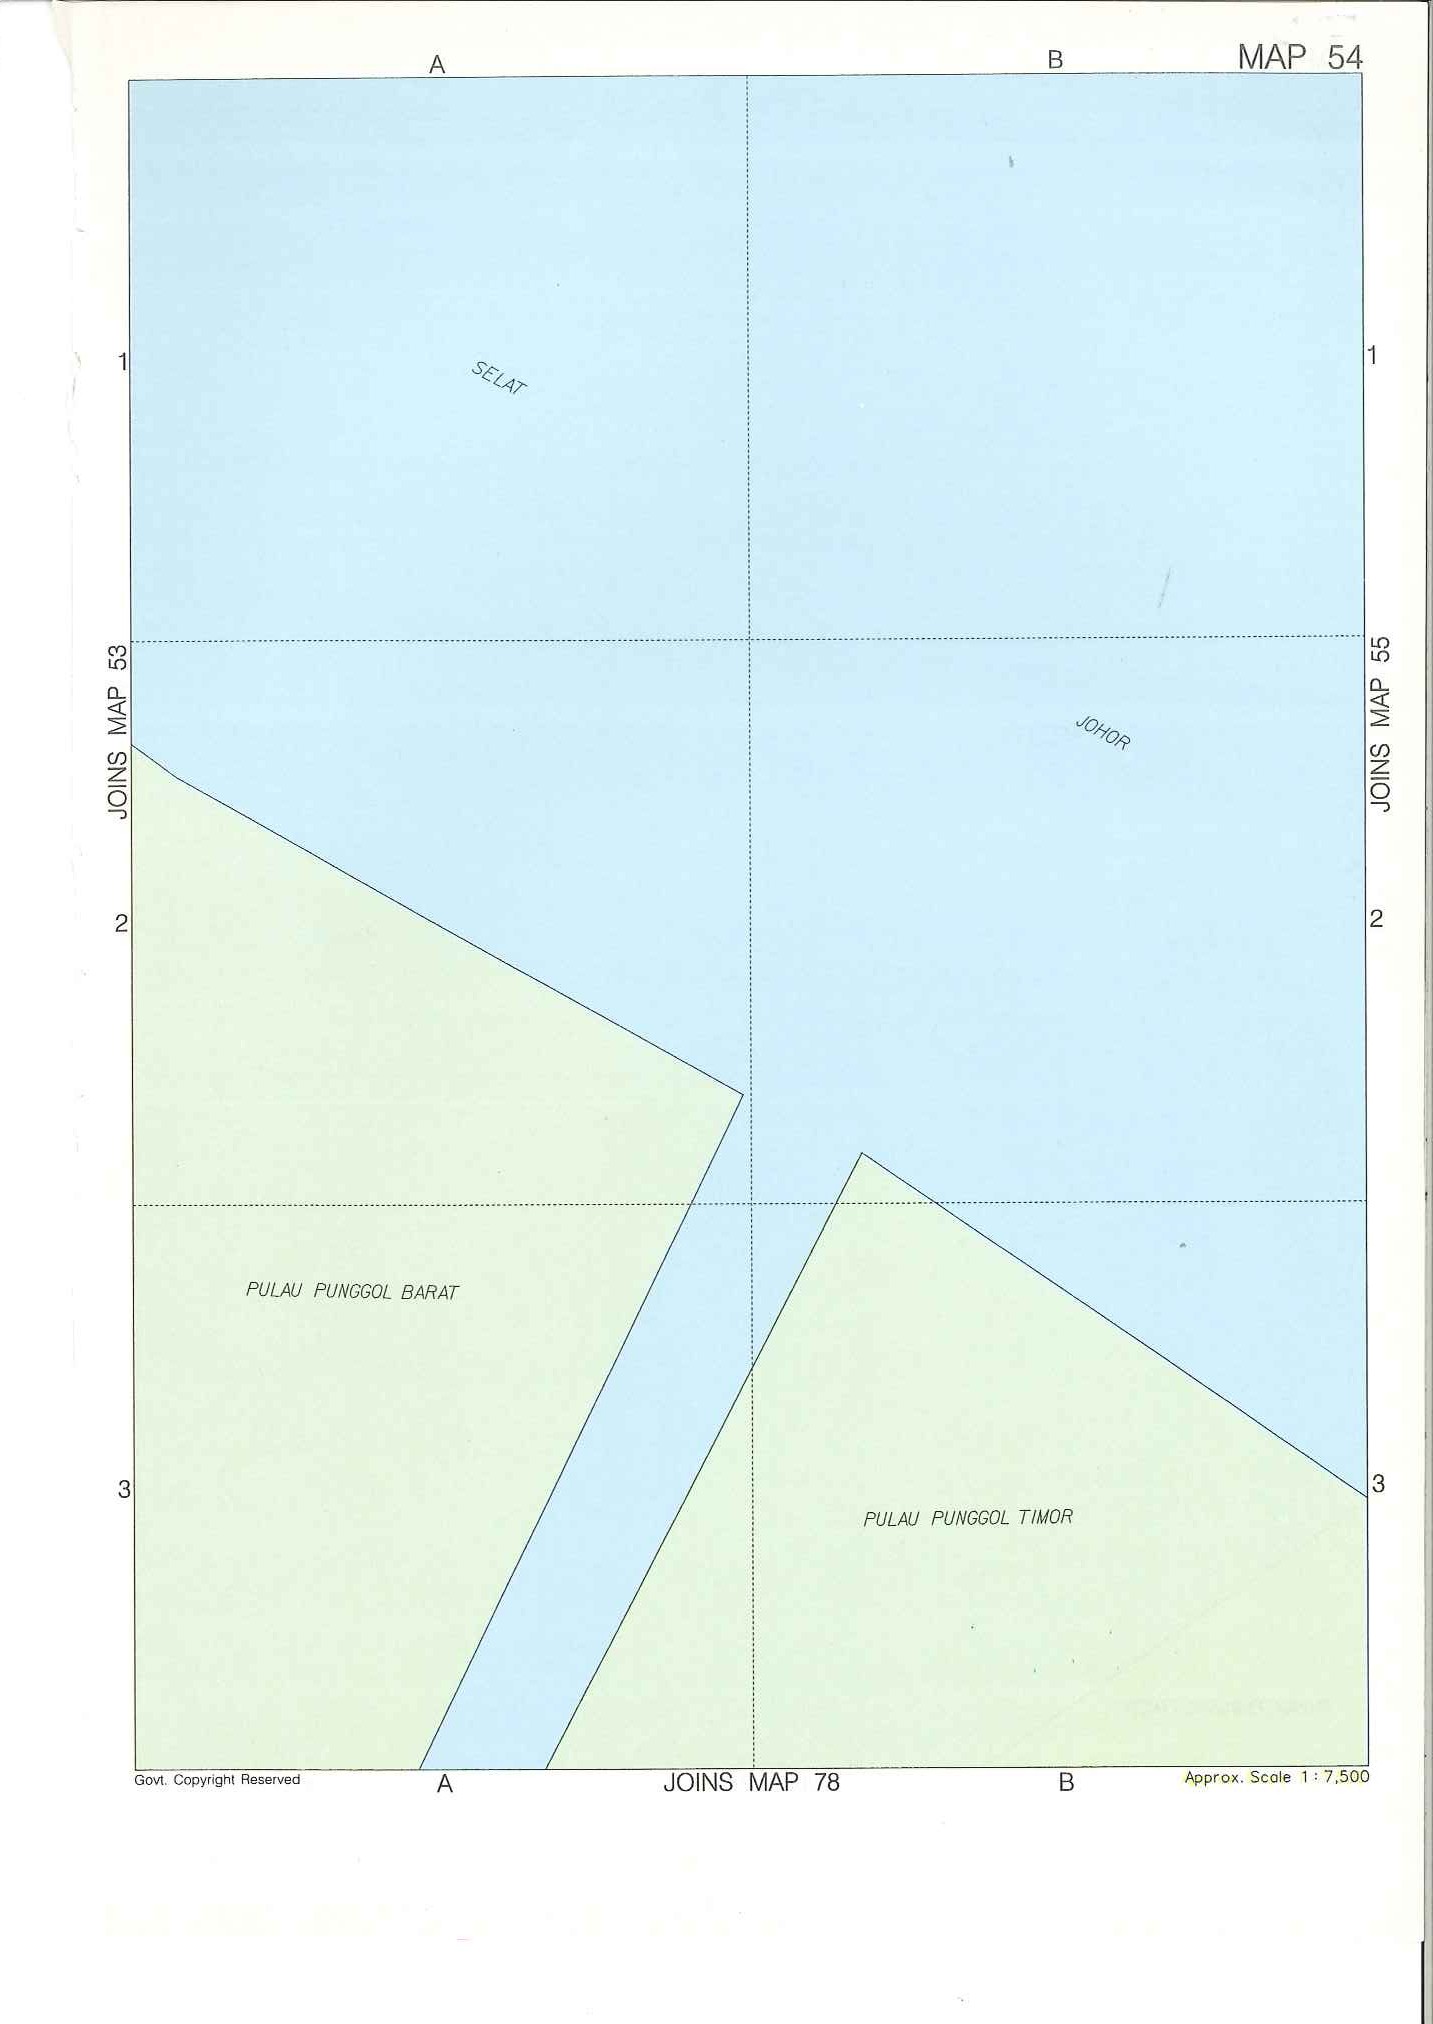 A
B
MAP 54
1
1
SELAT
JOINS MAP 53
JOINS MAP 55
JOHOR
2
2
PULAU PUNGGOL BARAT
3
3
PULAU PUNGGOL TIMOR
Govt. Copyright Reserved
A
JOINS MAP 78
B
Approx. Scale 1 : 7,500